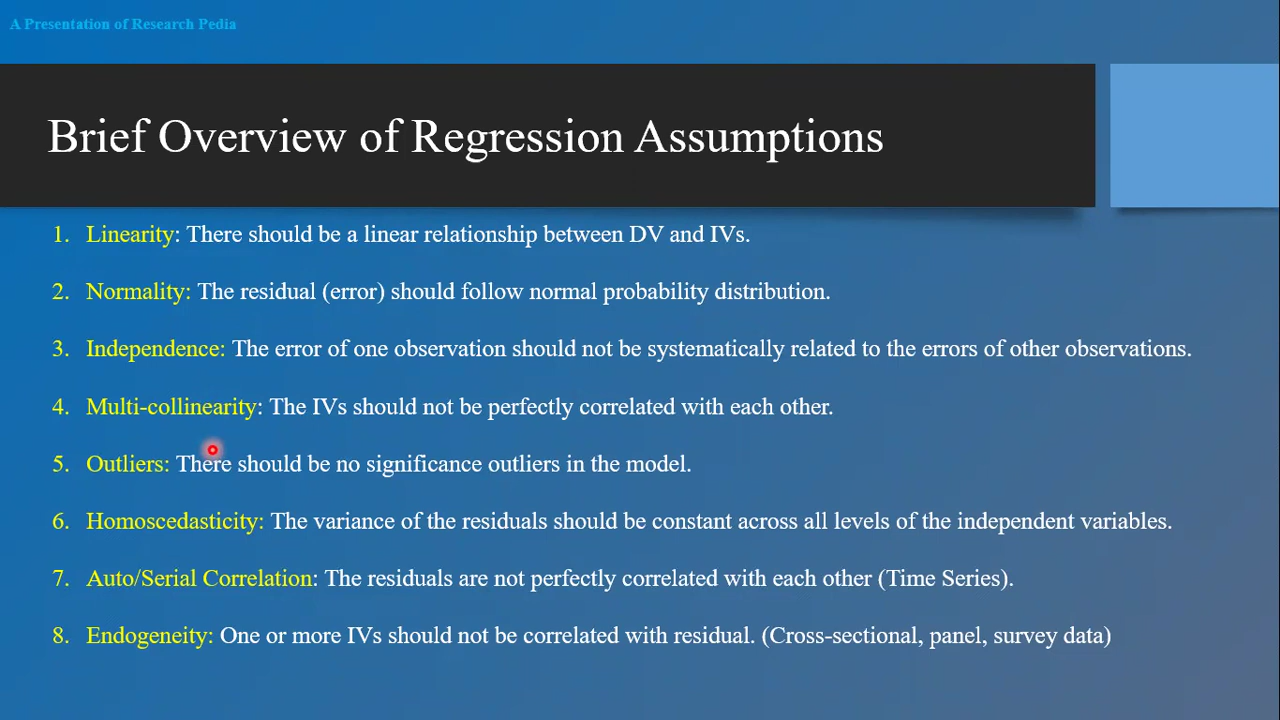 A Presentation of Research Pedia
Brief Overview of Regression Assumptions
1. Linearity: There should be a linear relationship between DV and IVs.
2. Normality: The residual (error) should follow normal probability distribution.
3. Independence: The error of one observation should not be systematically related to the errors of other observations.
4. Multi-collinearity: The IVs should not be perfectly correlated with each other.
5. Outliers: There should be no significance outliers in the model.
6. Homoscedasticity: The variance of the residuals should be constant across all levels of the independent variables.
7. Auto/Serial Correlation: The residuals are not perfectly correlated with each other (Time Series).
8. Endogeneity: One or more IVs should not be correlated with residual. (Cross-sectional, panel, survey data)